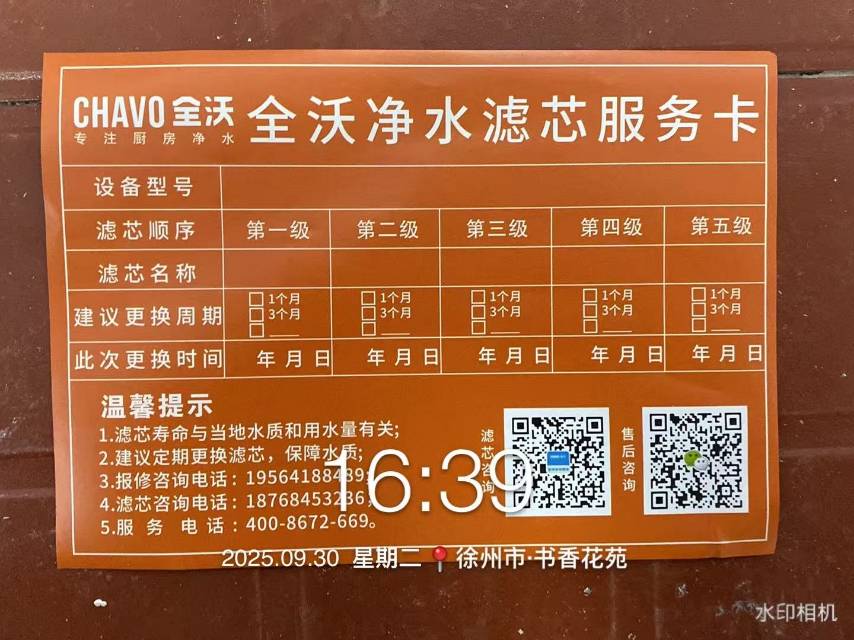 CHAVO 全沃
专注厨房净水
全沃净水滤芯服务卡
设备型号
滤芯顺序 第一级 第二级 第三级 第四级 第五级
滤芯名称
建议更换周期
1个月 1个月 1个月 1个月 1个月
3个月 3个月 3个月 3个月 3个月
此次更换时间 年月日 年月日 年月日 年月日 年月日
温馨提示
1.滤芯寿命与当地水质和用水量有关;
2.建议定期更换滤芯，保障水质;
3.报修咨询电话：19564188489;
4.滤芯咨询电话：18768453236;
5.服务电话：400-8672-669。
滤芯咨询
售后咨询
16:39
2025.09.30 星期二 徐州市·书香花苑
水印相机